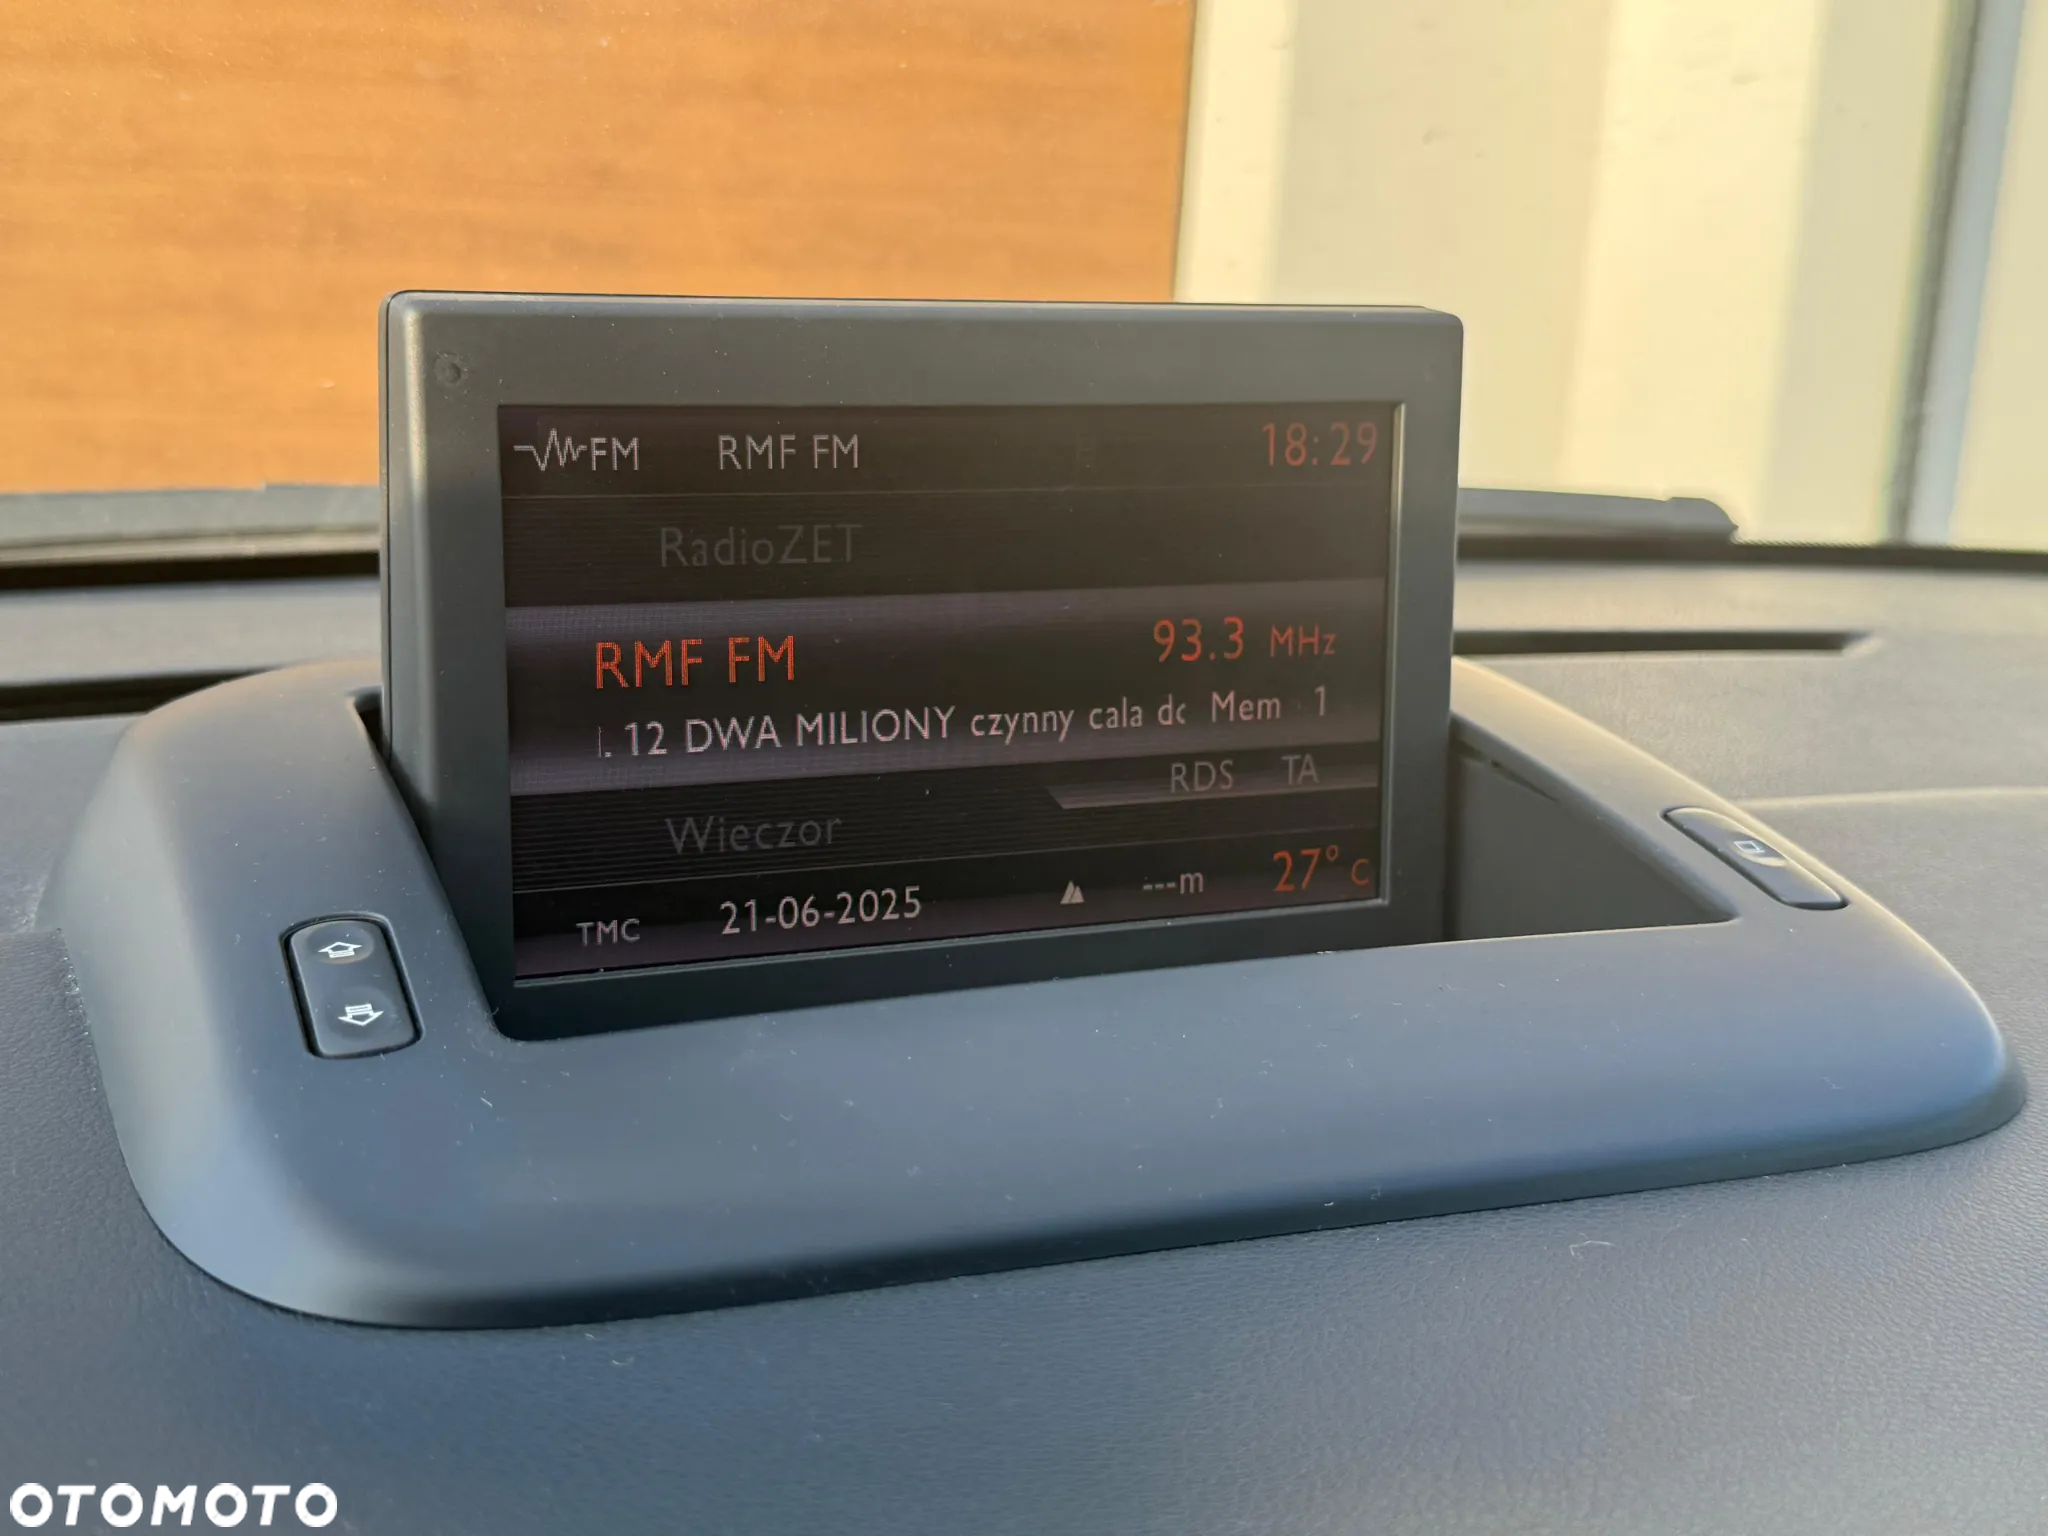 FM RMF FM 18:29
RadioZET
RMF FM 93.3 MHz
. 12 DWA MILIONY czynny cala dc Mem 1
RDS TA
Wieczor
TMC 21-06-2025 ---m 27° C
OTOMOTO